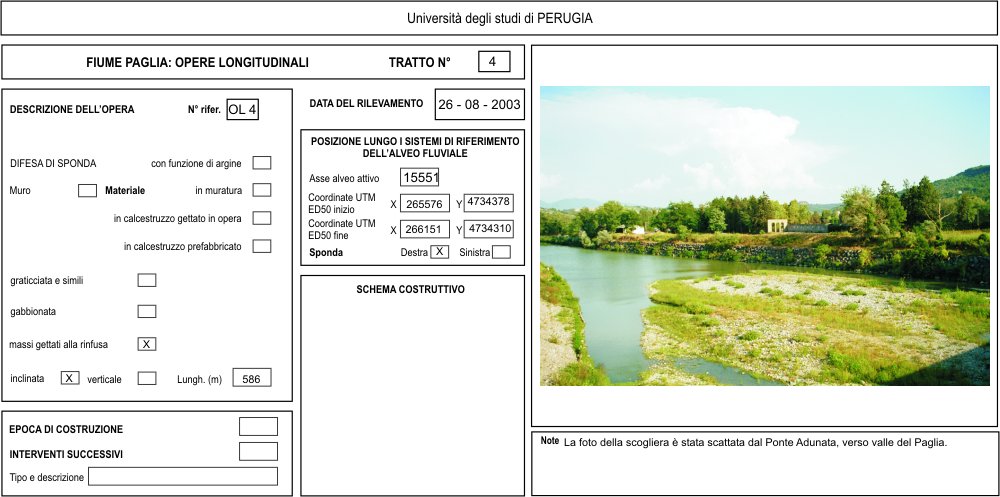 Università degli studi di PERUGIA
FIUME PAGLIA: OPERE LONGITUDINALI TRATTO N° 4
DESCRIZIONE DELL'OPERA N° rifer. OL 4
DIFESA DI SPONDA con funzione di argine
Muro Materiale in muratura
in calcestruzzo gettato in opera
in calcestruzzo prefabbricato
graticciata e simili
gabbionata
massi gettati alla rinfusa X
inclinata X verticale Lungh. (m) 586
EPOCA DI COSTRUZIONE
INTERVENTI SUCCESSIVI
Tipo e descrizione
DATA DEL RILEVAMENTO 26 - 08 - 2003
POSIZIONE LUNGO I SISTEMI DI RIFERIMENTO
DELL'ALVEO FLUVIALE
Asse alveo attivo 15551
Coordinate UTM
ED50 inizio X 265576 Y 4734378
Coordinate UTM
ED50 fine X 266151 Y 4734310
Sponda Destra X Sinistra
SCHEMA COSTRUTTIVO
Note La foto della scogliera è stata scattata dal Ponte Adunata, verso valle del Paglia.